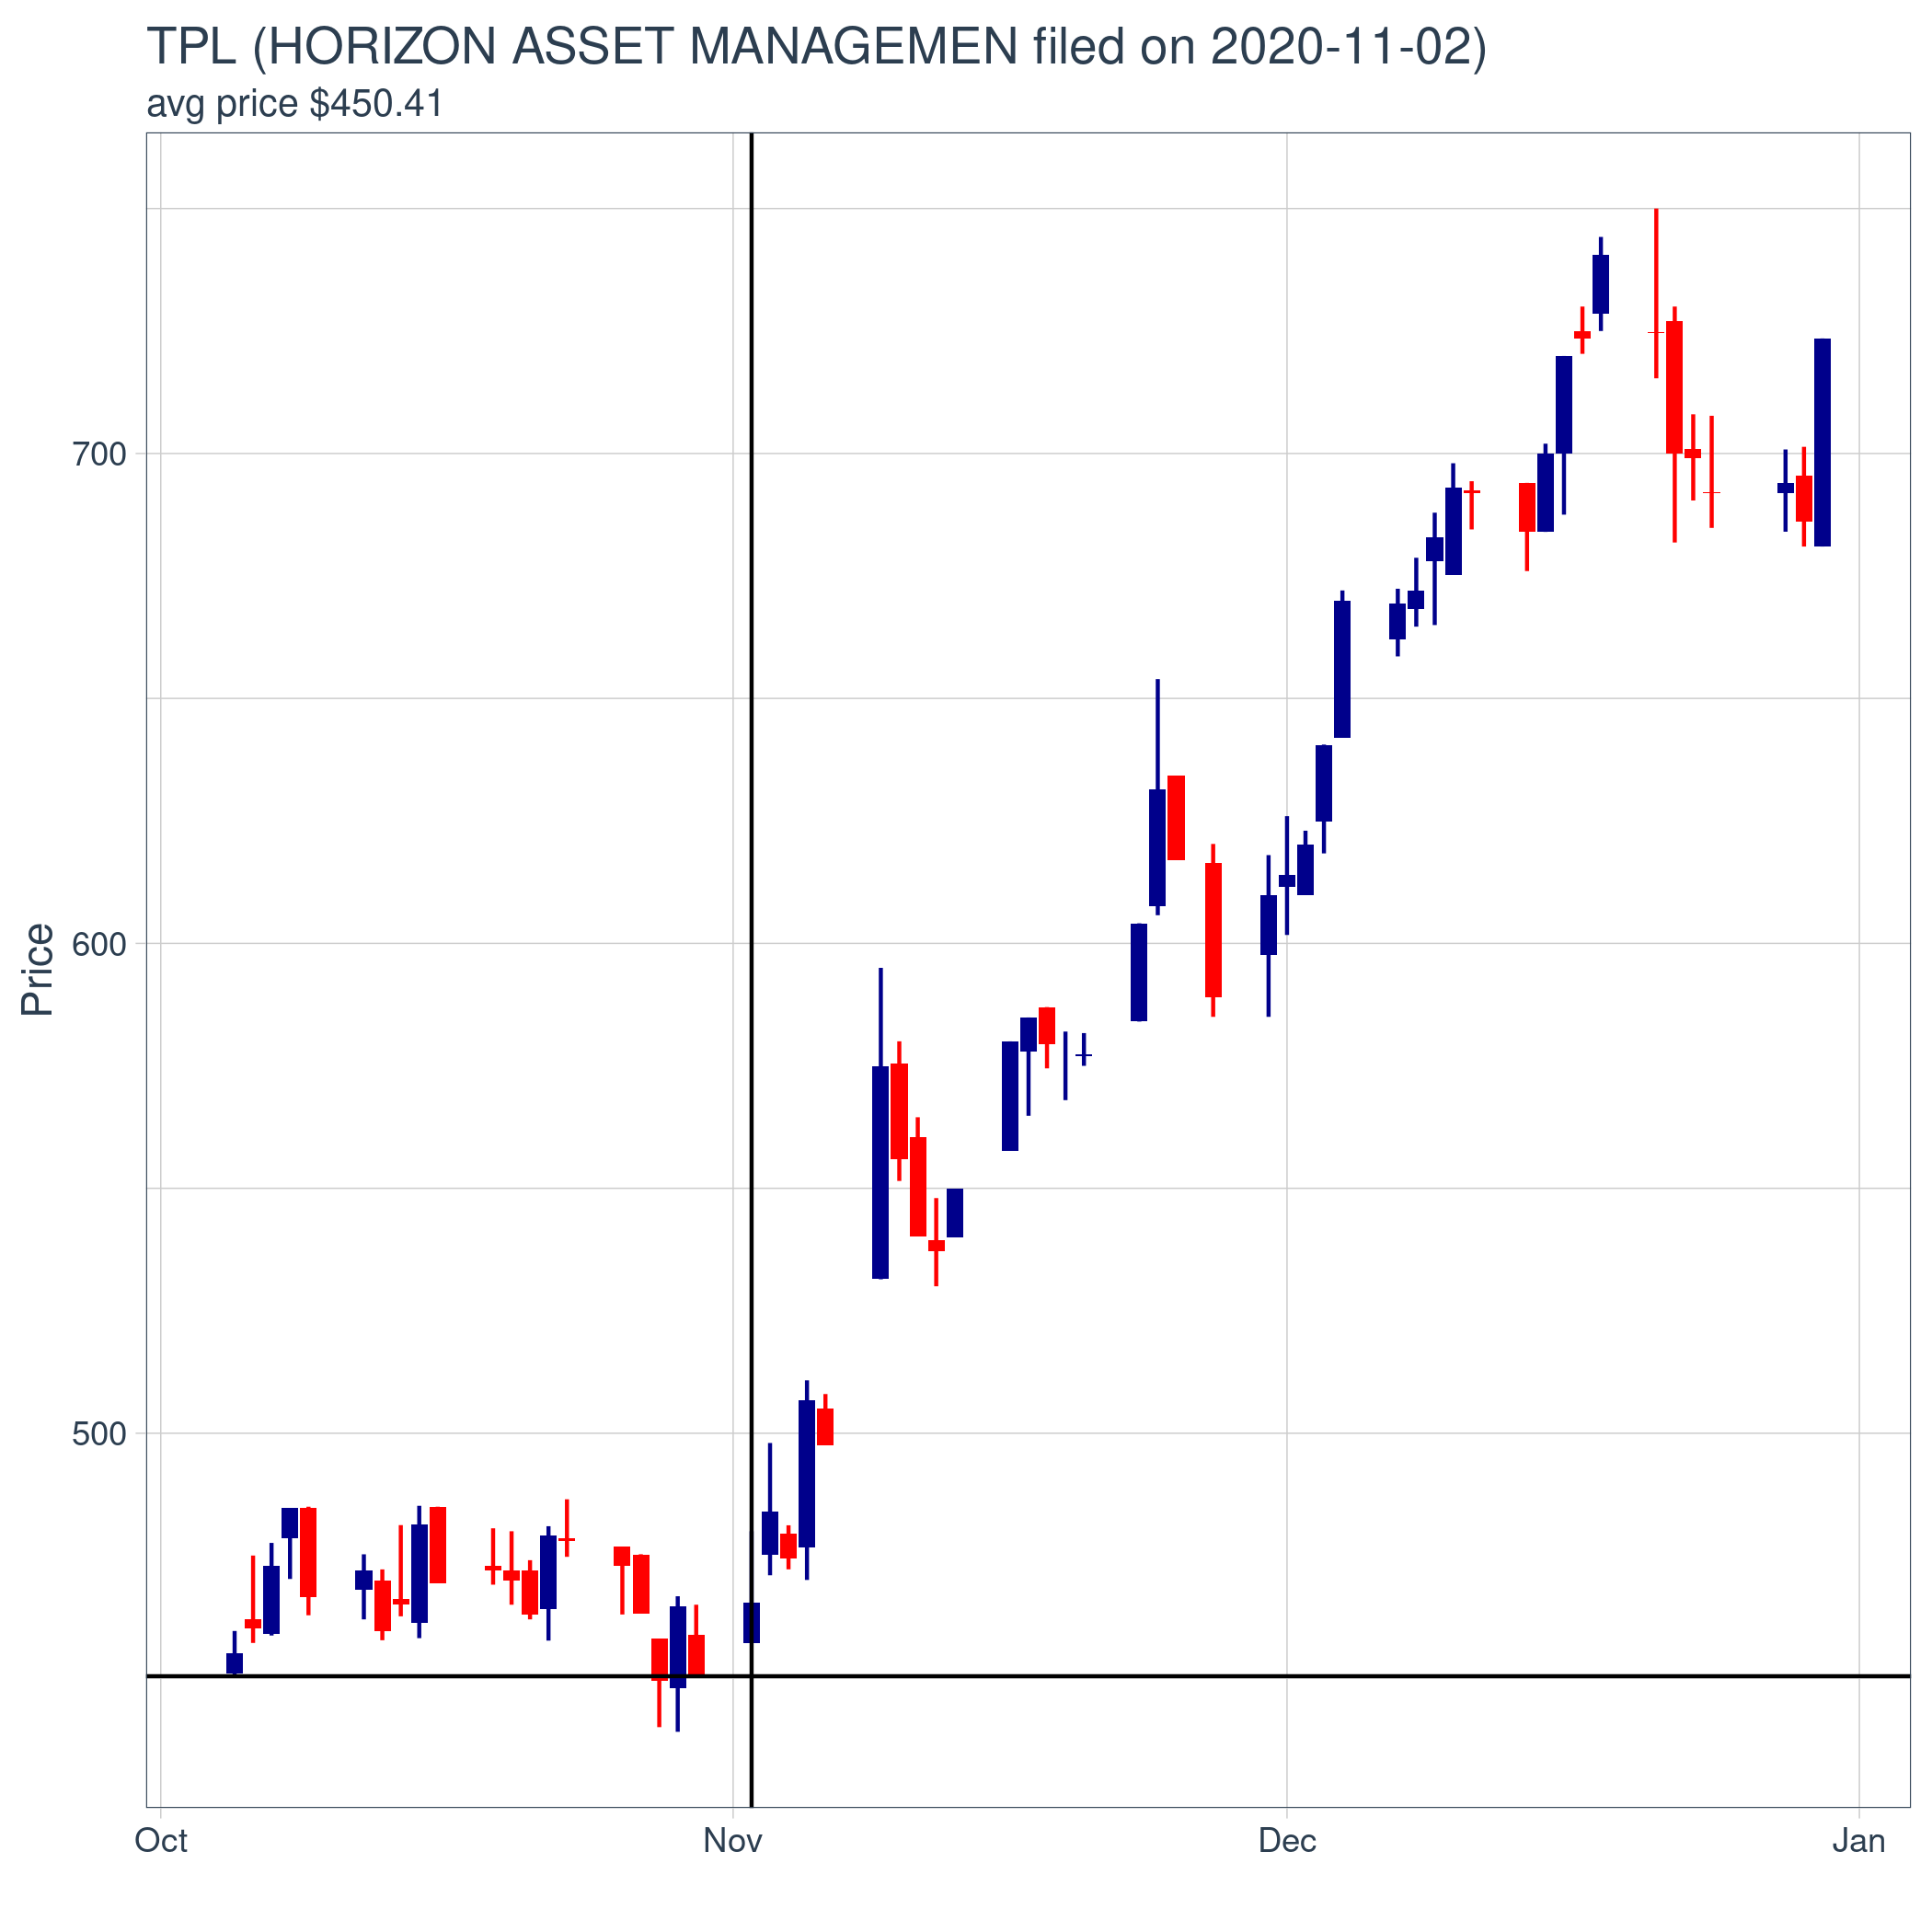 TPL (HORIZON ASSET MANAGEMEN filed on 2020-11-02)
avg price $450.41
700
600
500
Price
Oct Nov Dec Jan